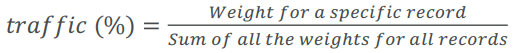 traffic (%) = Weight for a specific record / Sum of all the weights for all records